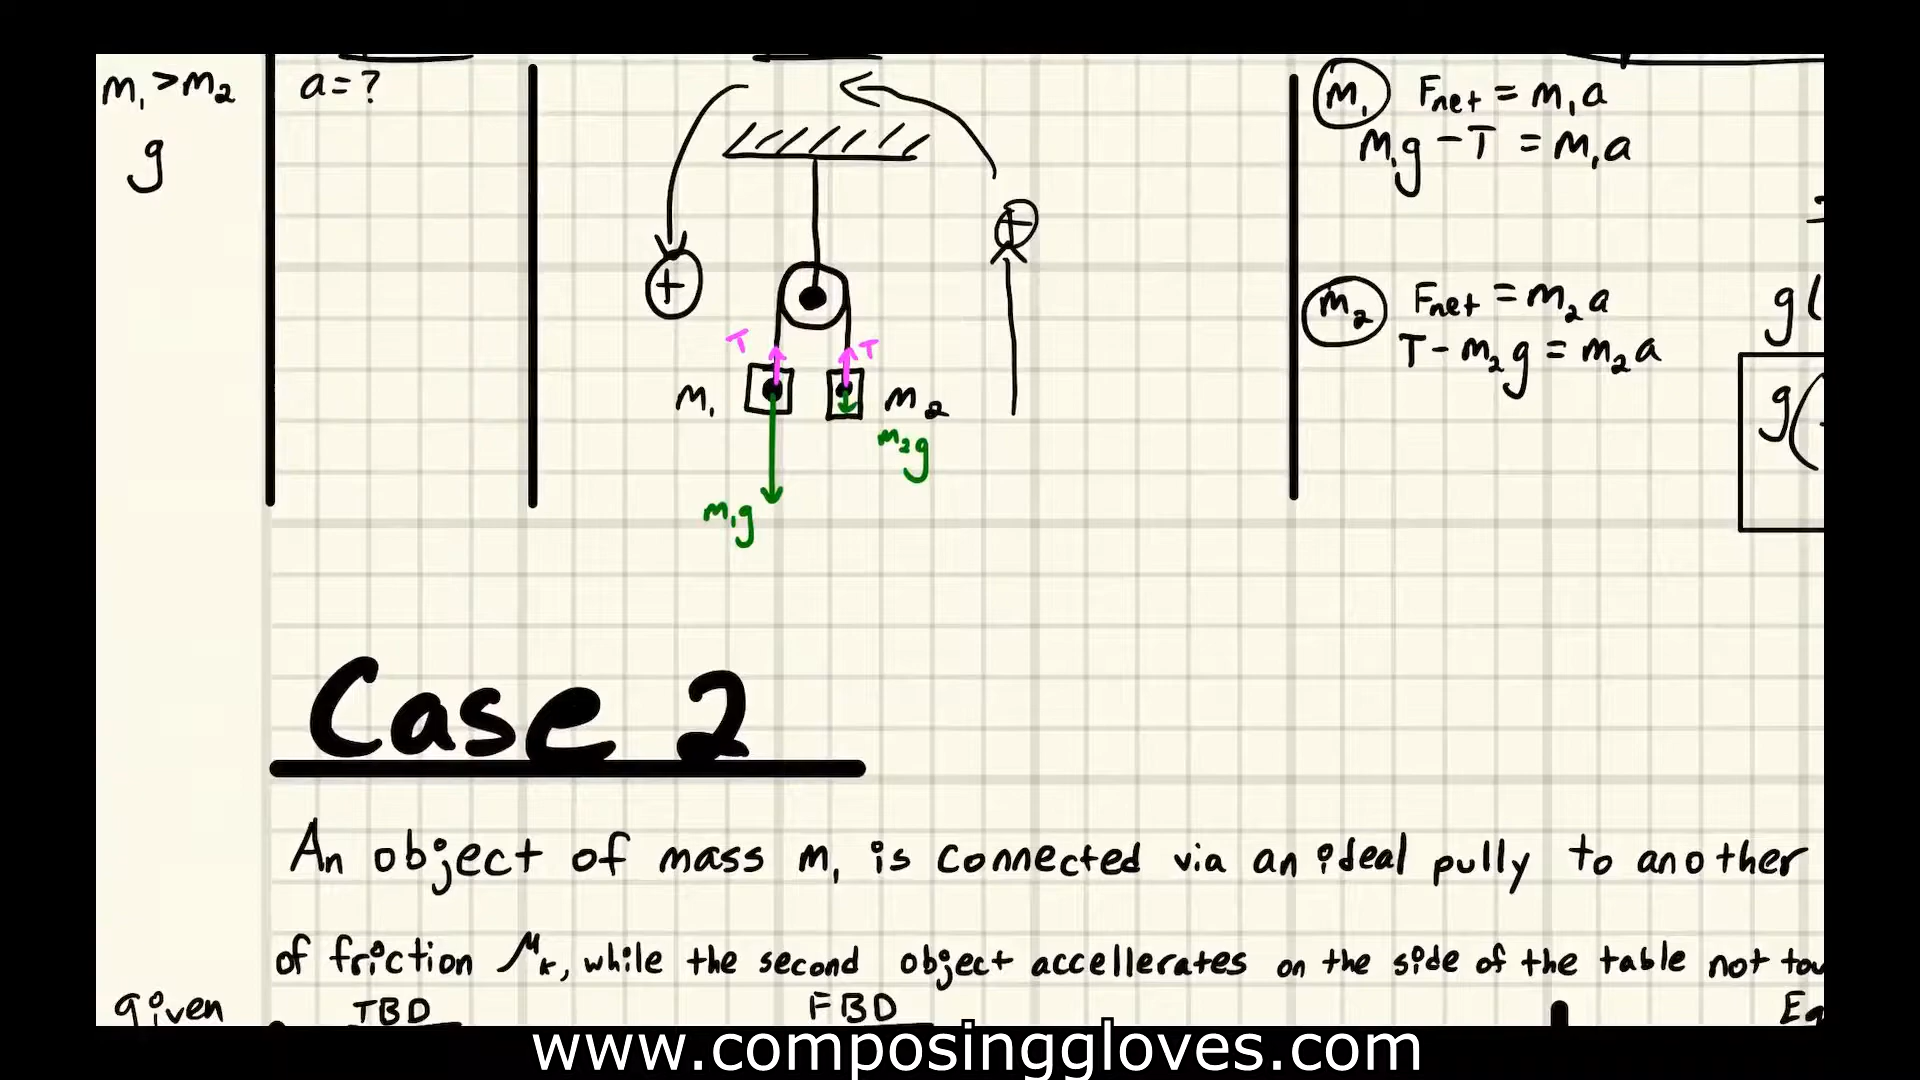 m₁ > m₂
g
a = ?
+
+
T
T
m₁
m₂
m₂g
m₁g
m₁ Fnet = m₁a
m₁g - T = m₁a
m₂ Fnet = m₂a
T - m₂g = m₂a
g(
g(
Case 2
An object of mass m₁ is connected via an ideal pully to another
of friction μₖ, while the second object accellerates on the side of the table not
given TBD FBD
www.composinggloves.com